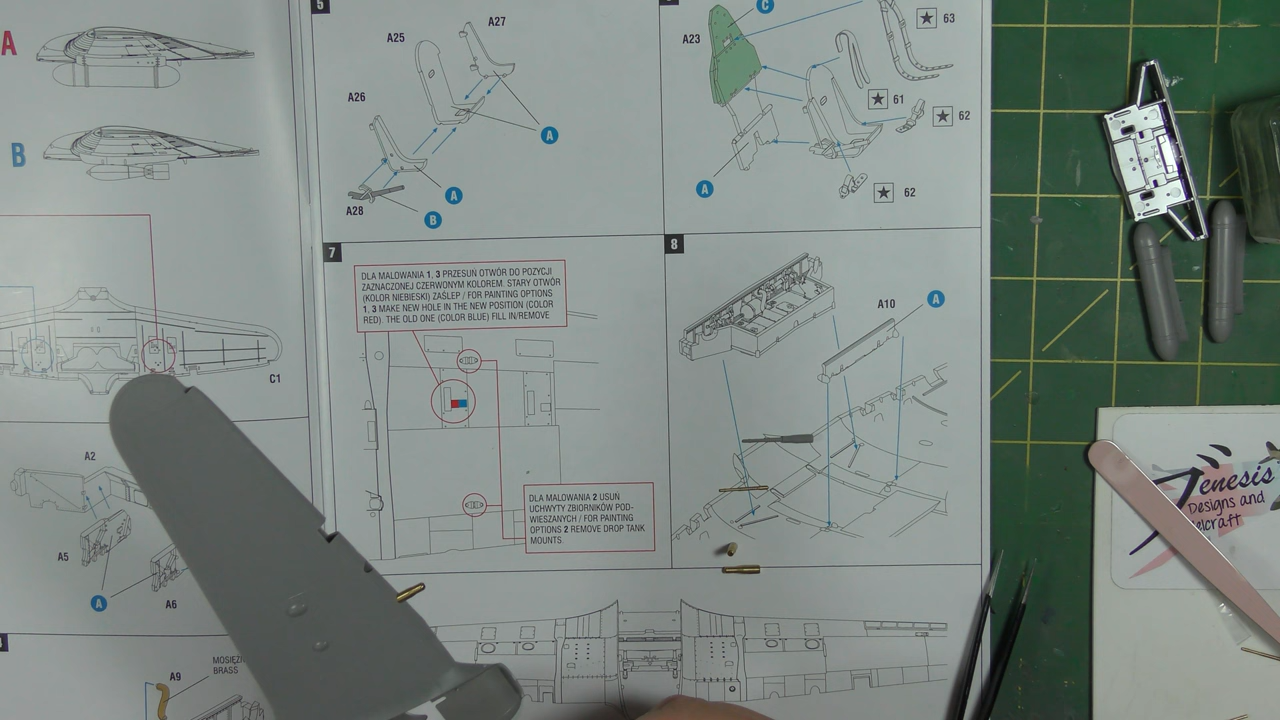 A
B
C1
A2
A5
A
A6
A9
MOSIĘŻ
BRASS
5
A27
A25
A26
A
A
A28
B
C
A23
63
61
62
A
62
7
DLA MALOWANIA 1, 3 PRZESUŃ OTWÓR DO POZYCJI
ZAZNACZONEJ CZERWONYM KOLOREM. STARY OTWÓR
(KOLOR NIEBIESKI) ZAŚLEP / FOR PAINTING OPTIONS
1, 3 MAKE NEW HOLE IN THE NEW POSITION (COLOR
RED). THE OLD ONE (COLOR BLUE) FILL IN/REMOVE
DLA MALOWANIA 2 USUŃ
UCHWYTY ZBIORNIKÓW POD-
WIESZANYCH / FOR PAINTING
OPTIONS 2 REMOVE DROP TANK
MOUNTS
8
A10
A
Jenesis
Designs and
elcraft